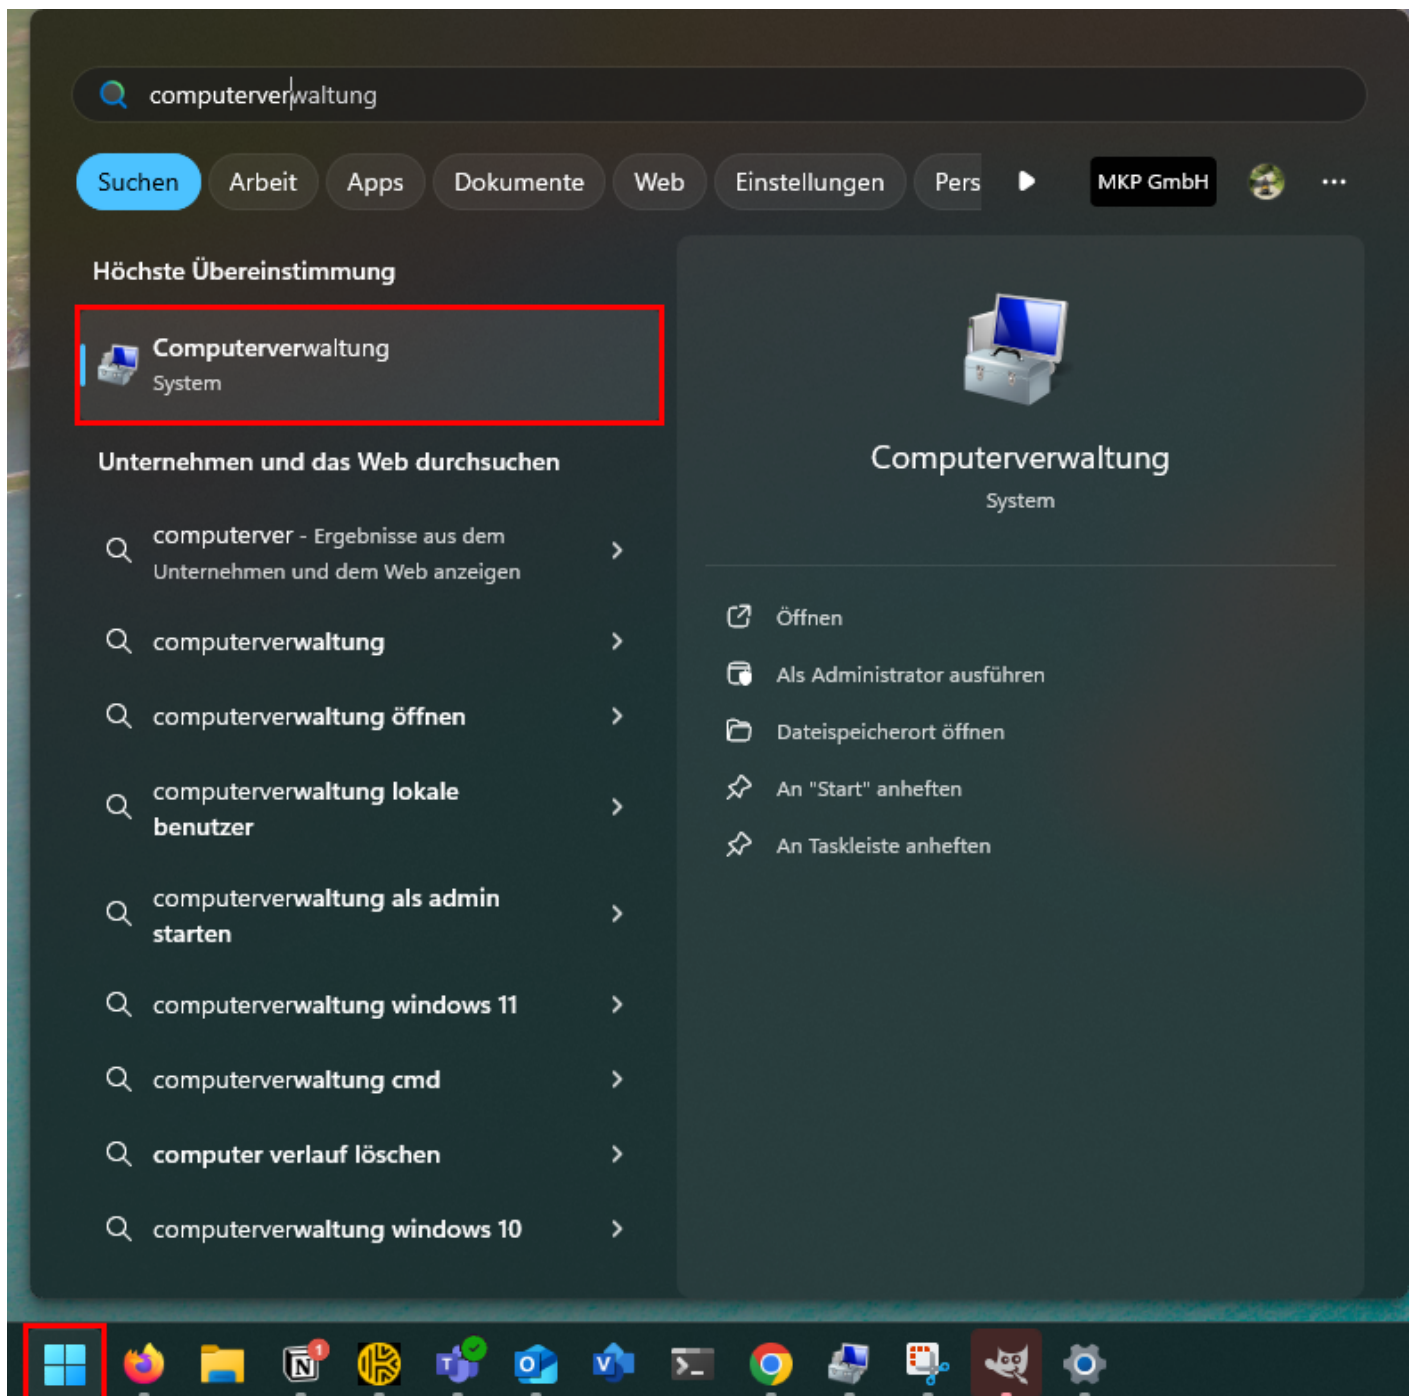 computerverwaltung
Suchen
Arbeit
Apps
Dokumente
Web
Einstellungen
Pers
MKP GmbH
Höchste Übereinstimmung
Computerverwaltung
System
Unternehmen und das Web durchsuchen
computerver - Ergebnisse aus dem
Unternehmen und dem Web anzeigen
computerverwaltung
computerverwaltung öffnen
computerverwaltung lokale
benutzer
computerverwaltung als admin
starten
computerverwaltung windows 11
computerverwaltung cmd
computer verlauf löschen
computerverwaltung windows 10
Computerverwaltung
System
Öffnen
Als Administrator ausführen
Dateispeicherort öffnen
An "Start" anheften
An Taskleiste anheften
1